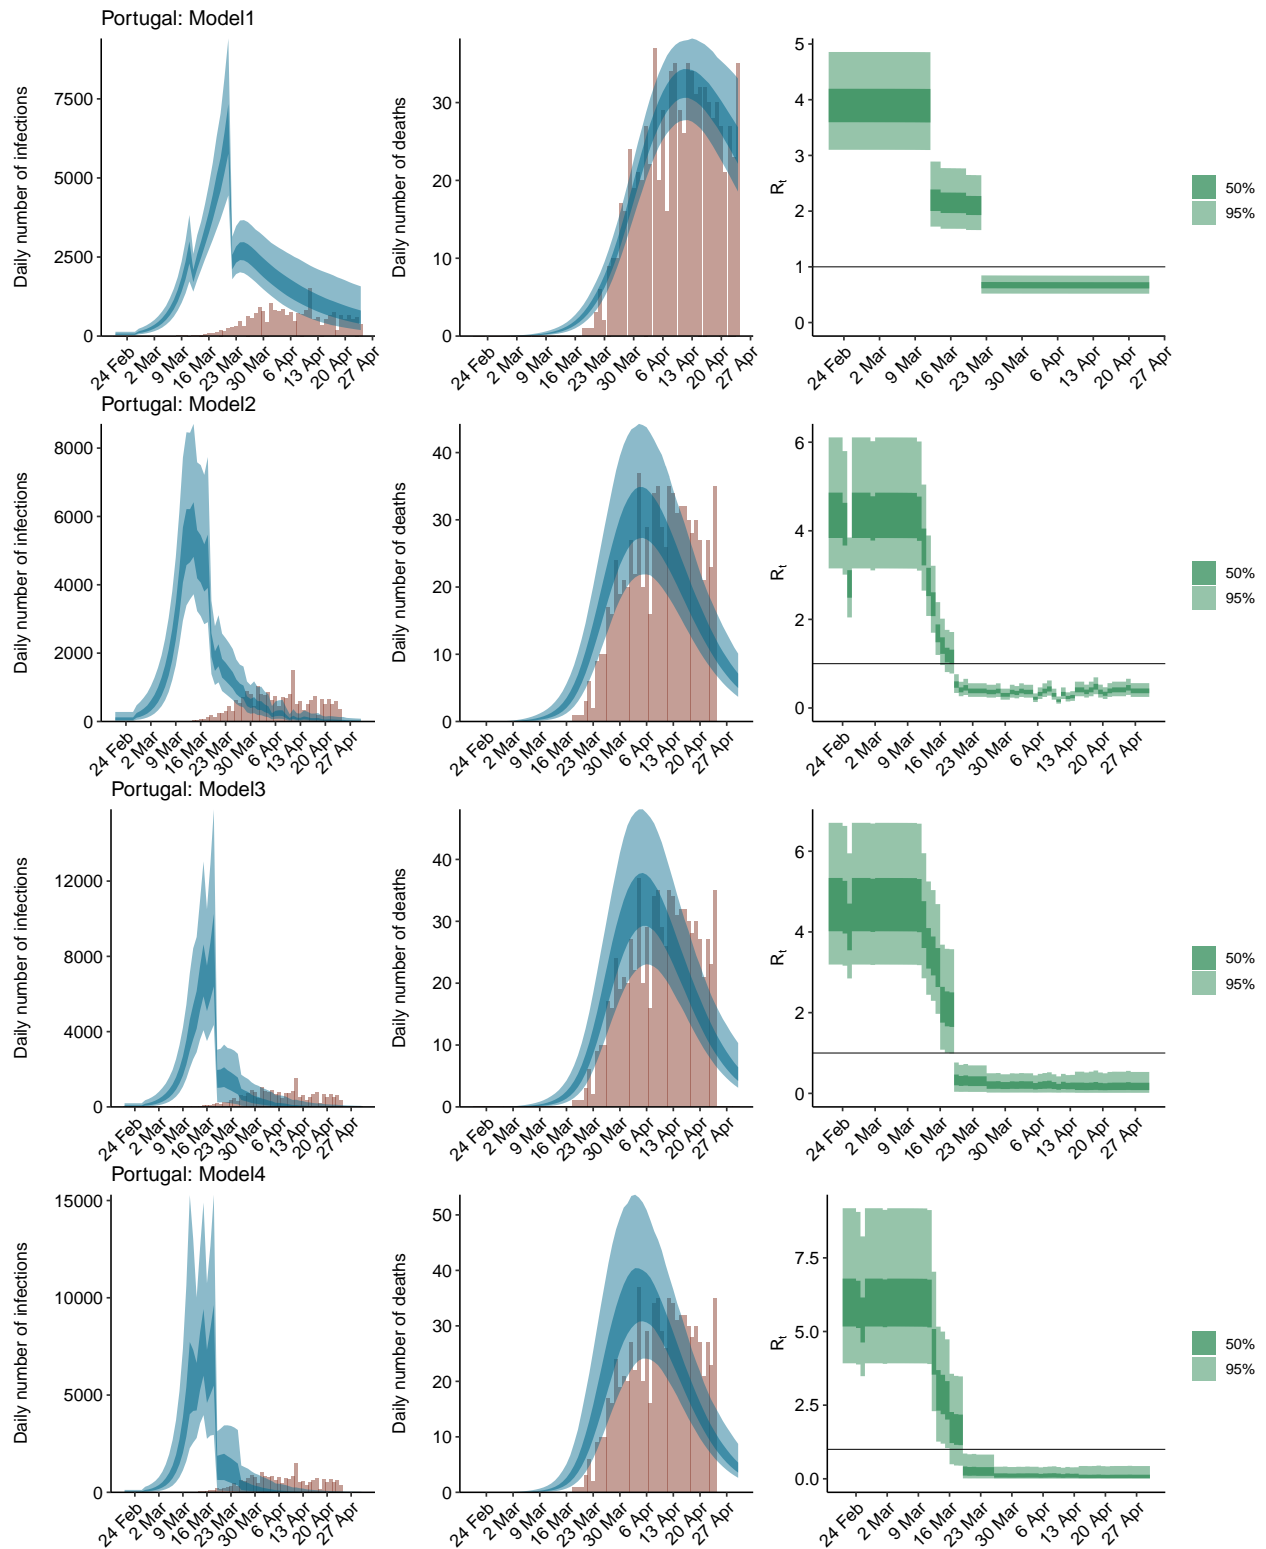 Portugal: Model1
Daily number of infections
7500
5000
2500
0
24 Feb
2 Mar
9 Mar
16 Mar
23 Mar
30 Mar
6 Apr
13 Apr
20 Apr
27 Apr
Daily number of deaths
30
20
10
0
24 Feb
2 Mar
9 Mar
16 Mar
23 Mar
30 Mar
6 Apr
13 Apr
20 Apr
27 Apr
Rt
5
4
3
2
1
0
24 Feb
2 Mar
9 Mar
16 Mar
23 Mar
30 Mar
6 Apr
13 Apr
20 Apr
27 Apr
50%
95%
Portugal: Model2
Daily number of infections
8000
6000
4000
2000
0
24 Feb
2 Mar
9 Mar
16 Mar
23 Mar
30 Mar
6 Apr
13 Apr
20 Apr
27 Apr
Daily number of deaths
40
30
20
10
0
24 Feb
2 Mar
9 Mar
16 Mar
23 Mar
30 Mar
6 Apr
13 Apr
20 Apr
27 Apr
Rt
6
4
2
0
24 Feb
2 Mar
9 Mar
16 Mar
23 Mar
30 Mar
6 Apr
13 Apr
20 Apr
27 Apr
50%
95%
Portugal: Model3
Daily number of infections
12000
8000
4000
0
24 Feb
2 Mar
9 Mar
16 Mar
23 Mar
30 Mar
6 Apr
13 Apr
20 Apr
27 Apr
Daily number of deaths
40
30
20
10
0
24 Feb
2 Mar
9 Mar
16 Mar
23 Mar
30 Mar
6 Apr
13 Apr
20 Apr
27 Apr
Rt
6
4
2
0
24 Feb
2 Mar
9 Mar
16 Mar
23 Mar
30 Mar
6 Apr
13 Apr
20 Apr
27 Apr
50%
95%
Portugal: Model4
Daily number of infections
15000
10000
5000
0
24 Feb
2 Mar
9 Mar
16 Mar
23 Mar
30 Mar
6 Apr
13 Apr
20 Apr
27 Apr
Daily number of deaths
50
40
30
20
10
0
24 Feb
2 Mar
9 Mar
16 Mar
23 Mar
30 Mar
6 Apr
13 Apr
20 Apr
27 Apr
Rt
7.5
5.0
2.5
0.0
24 Feb
2 Mar
9 Mar
16 Mar
23 Mar
30 Mar
6 Apr
13 Apr
20 Apr
27 Apr
50%
95%